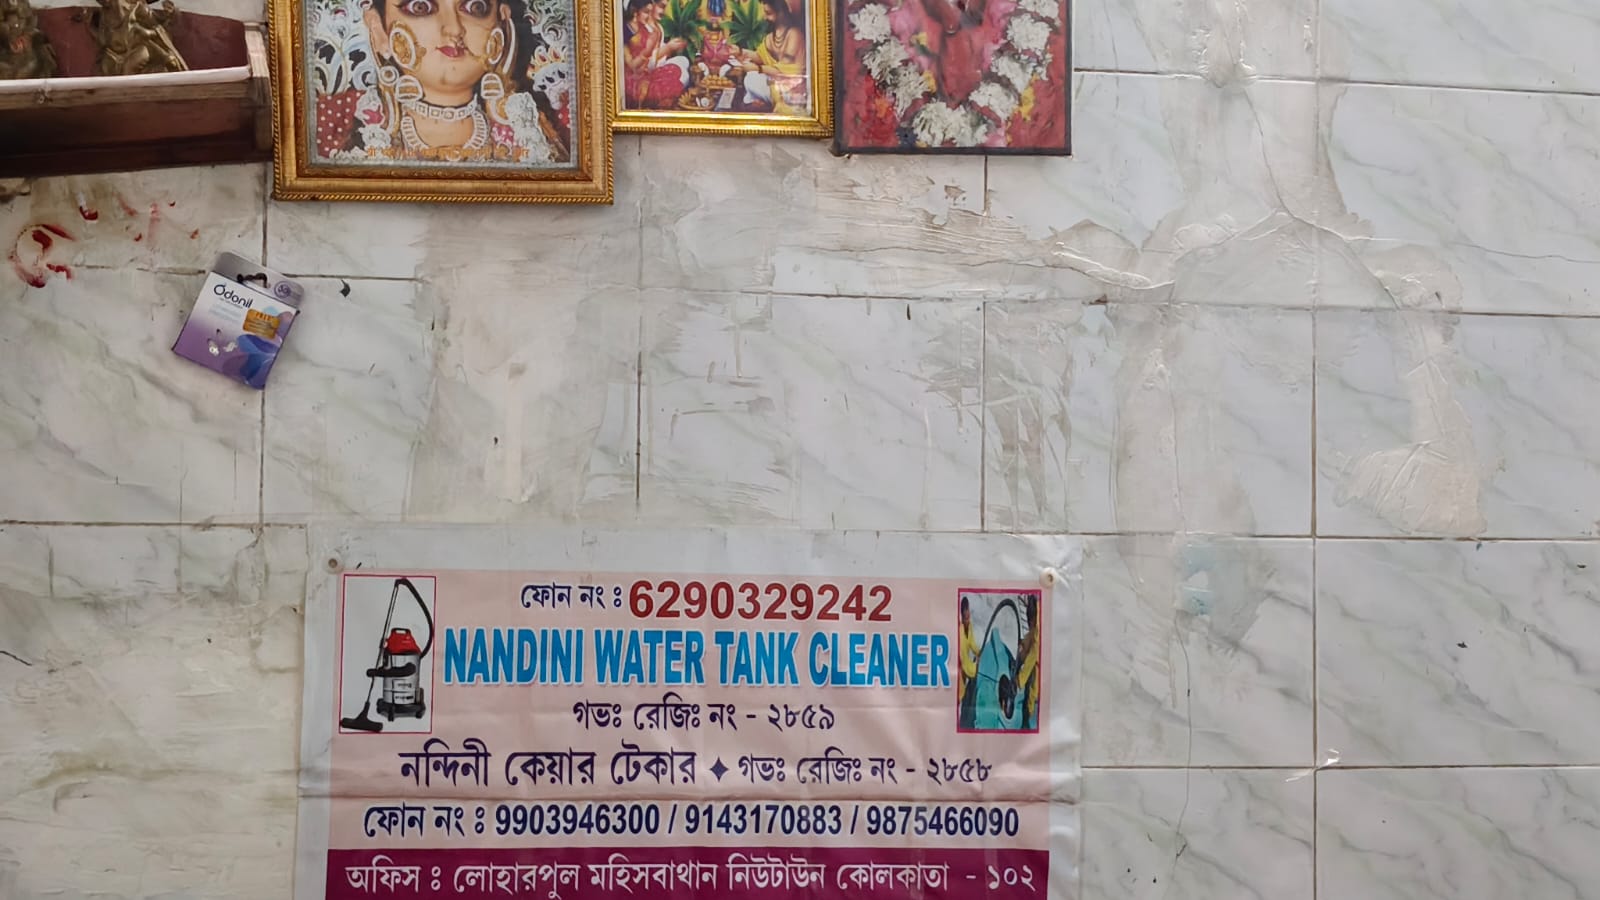 Odonil
ফোন নং ঃ 6290329242
NANDINI WATER TANK CLEANER
গভঃ রেজিঃ নং - ২৮৫৯
নন্দিনী কেয়ার টেকার ✦ গভঃ রেজিঃ নং - ২৮৫৮
ফোন নং ঃ 9903946300 / 9143170883 / 9875466090
অফিস ঃ লোহারপুল মহিসবাথান নিউটাউন কোলকাতা - ১০২